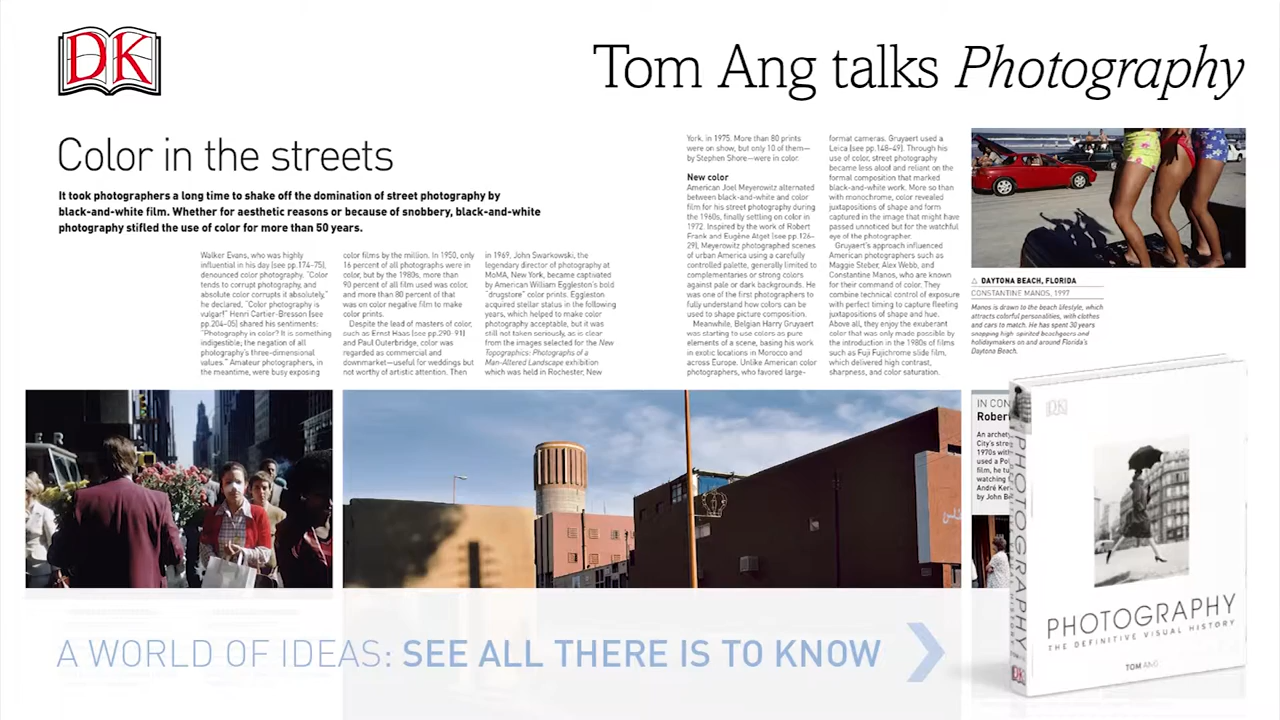 DK
Tom Ang talks Photography
Color in the streets
It took photographers a long time to shake off the domination of street photography by
black-and-white film. Whether for aesthetic reasons or because of snobbery, black-and-white
photography stifled the use of color for more than 50 years.
Walker Evans, who was highly
influential in his day (see pp.174–75),
denounced color photography. "Color
tends to corrupt photography, and
absolute color corrupts it absolutely,"
he declared, "Color photography is
vulgar!" Henri Cartier-Bresson (see
pp.204–05) shared his sentiments:
"Photography in color? It is something
indigestible; the negation of all
photography's three-dimensional
values." Amateur photographers, in
the meantime, were busy exposing
color films by the million. In 1950, only
16 percent of all photographs were in
color, but by the 1980s, more than
90 percent of all film used was color,
and more than 80 percent of that
was on color negative film to make
color prints.
Despite the lead of masters of color,
such as Ernst Haas (see pp.290–91)
and Paul Outerbridge, color was
regarded as commercial and
downmarket—useful for weddings but
not worthy of artistic attention. Then
in 1969, John Swarkowski, the
legendary director of photography at
MoMA, New York, became captivated
by American William Eggleston's bold
"drugstore" color prints. Eggleston
acquired stellar status in the following
years, which helped to make color
photography acceptable, but it was
still not taken seriously, as is clear
from the images selected for the New
Topographics: Photographs of a
Man-Altered Landscape exhibition
which was held in Rochester, New
York, in 1975. More than 80 prints
were on show, but only 10 of them—
by Stephen Shore—were in color.
New color
American Joel Meyerowitz alternated
between black-and-white and color
film for his street photography during
the 1960s, finally settling on color in
1972. Inspired by the work of Robert
Frank and Eugène Atget (see pp.126–
29), Meyerowitz photographed scenes
of urban America using a carefully
controlled palette, generally limited to
complementaries or strong colors
against pale or dark backgrounds. He
was one of the first photographers to
fully understand how colors can be
used to shape picture composition.
Meanwhile, Belgian Harry Gruyaert
was starting to use colors as pure
elements of a scene, basing his work
in exotic locations in Morocco and
across Europe. Unlike American color
photographers, who favored large-
format cameras, Gruyaert used a
Leica (see pp.148–49). Through his
use of color, street photography
became less aloof and reliant on the
formal composition that marked
black-and-white work. More so than
with monochrome, color revealed
juxtapositions of shape and form
captured in the image that might have
passed unnoticed but for the watchful
eye of the photographer.
Gruyaert's approach influenced
American photographers such as
Maggie Steber, Alex Webb, and
Constantine Manos, who are known
for their command of color. They
combine technical control of exposure
with perfect timing to capture fleeting
juxtapositions of shape and hue.
Above all, they enjoy the exuberant
color that was only made possible by
the introduction in the 1980s of films
such as Fuji Fujichrome slide film,
which delivered high contrast,
sharpness, and color saturation.
△ DAYTONA BEACH, FLORIDA
CONSTANTINE MANOS, 1997
Manos is drawn to the beach lifestyle, which
attracts colorful personalities, with clothes
and cars to match. He has spent 30 years
snapping high-spirited beachgoers and
holidaymakers on and around Florida's
Daytona Beach.
IN CON
Rober
An archet
City's stre
1970s with
used a Pol
film, he tu
watching
André Ker
by John B
DK
PHOTOGRAPHY
THE DEFINITIVE VISUAL HISTORY
TOM ANG
PHOTOGRAPHY
A WORLD OF IDEAS: SEE ALL THERE IS TO KNOW